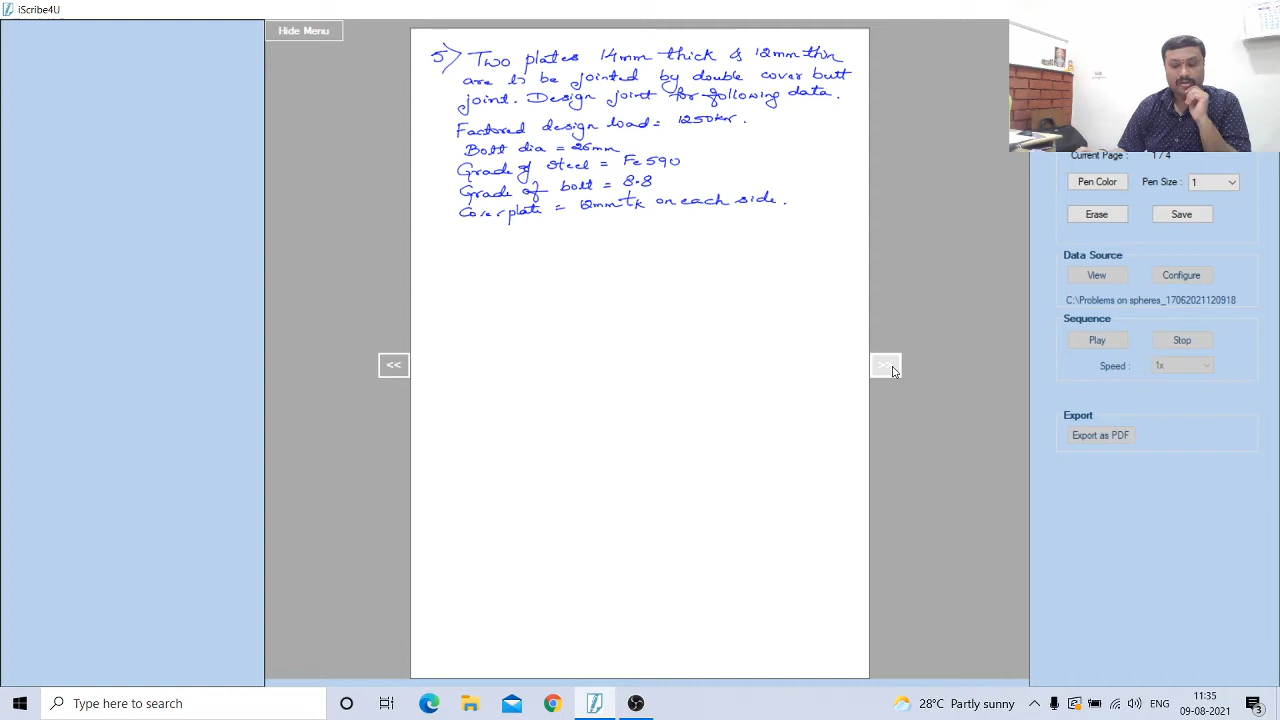 iScribe4U
Hide Menu
5) Two plates 14mm thick & 12mm thin
are to be jointed by double cover butt
joint. Design joint for following data.
Factored design load = 1250kN.
Bolt dia = 26mm
Grade of steel = Fe 590
Grade of bolt = 8.8
Cover plate = 12mm tk on each side.
<<
>>
Current Page : 1 / 4
Pen Color Pen Size : 1
Erase Save
Data Source
View Configure
C:\Problems on spheres_17062021120918
Sequence
Play Stop
Speed : 1x
Export
Export as PDF
Type here to search
28°C Partly sunny
ENG
11:35
09-08-2021
3